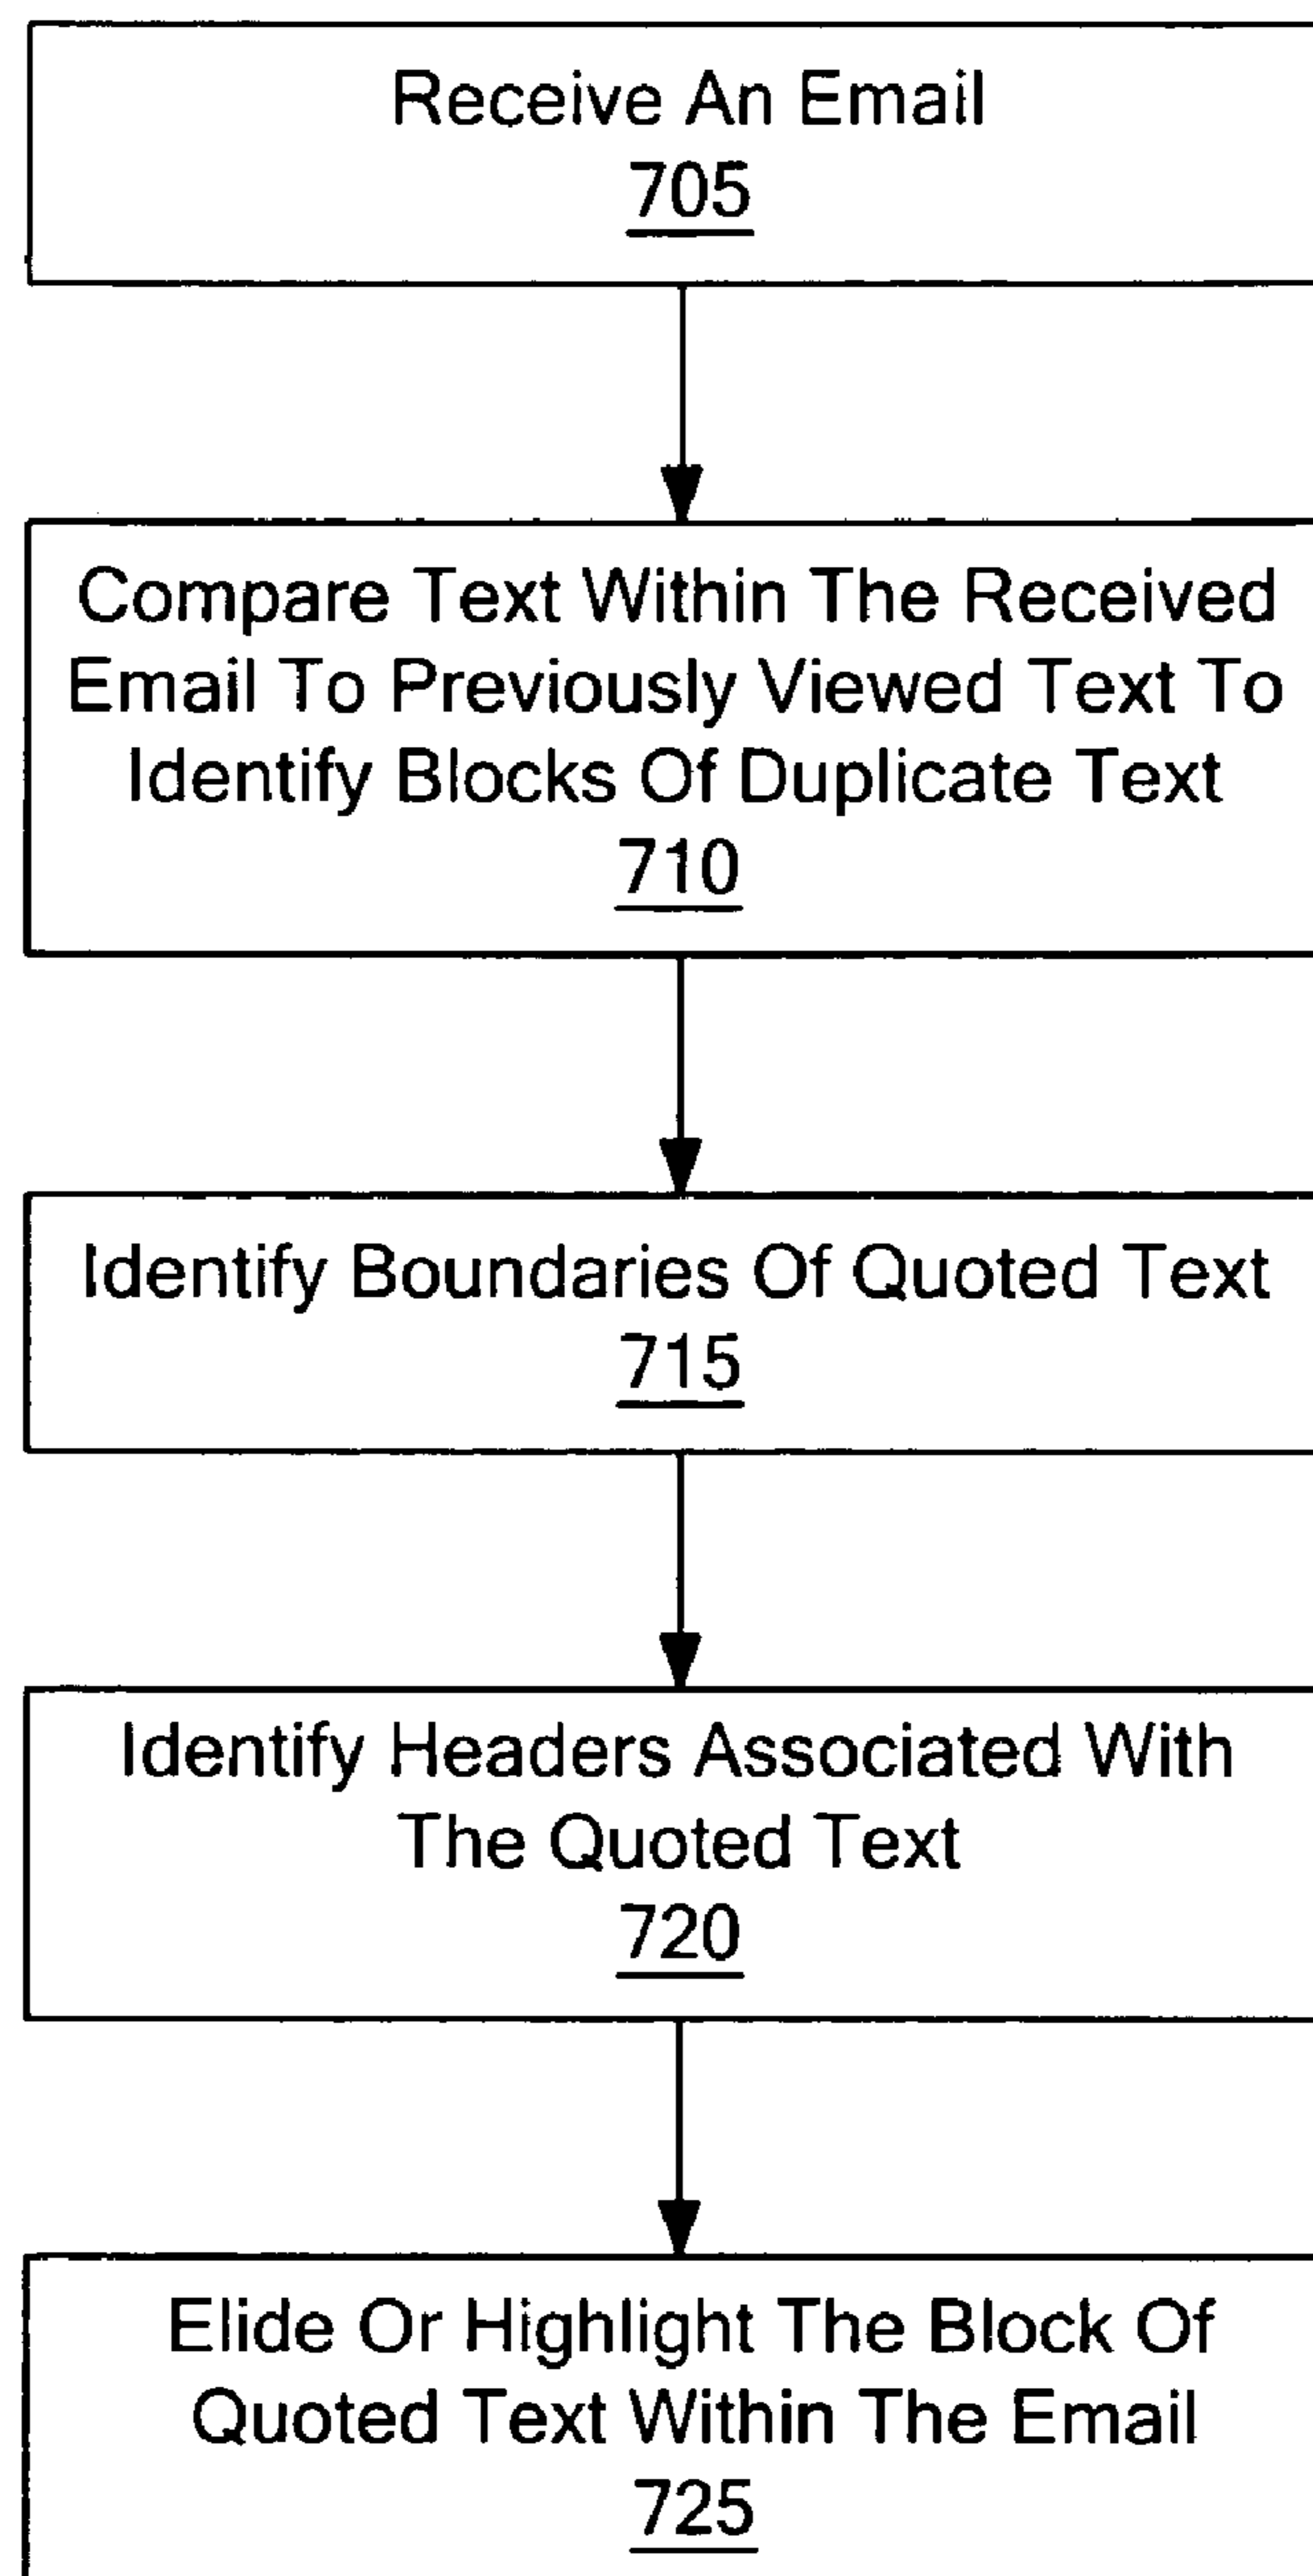 Receive An Email
705
Compare Text Within The Received
Email To Previously Viewed Text To
Identify Blocks Of Duplicate Text
710
Identify Boundaries Of Quoted Text
715
Identify Headers Associated With
The Quoted Text
720
Elide Or Highlight The Block Of
Quoted Text Within The Email
725